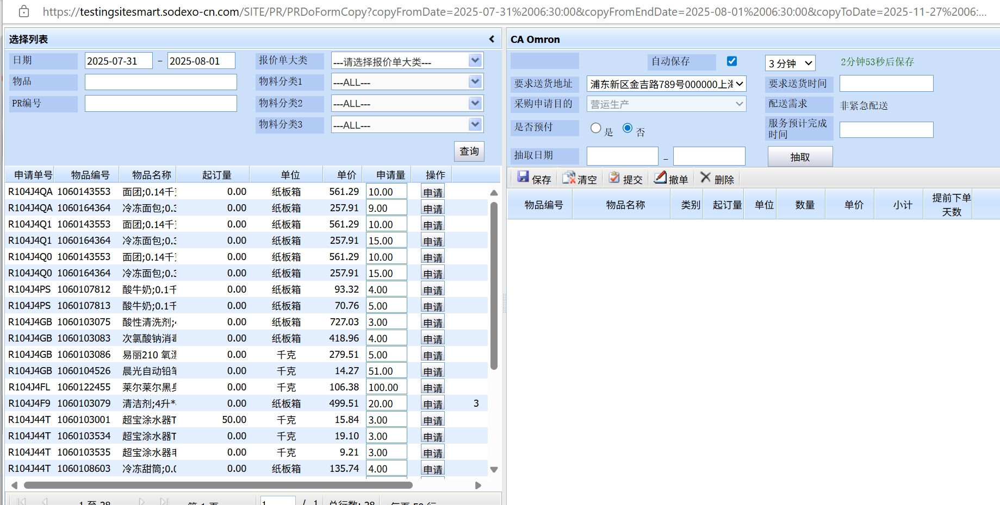 https://testingsitesmart.sodexo-cn.com/SITE/PR/PRDoFormCopy?copyFromDate=2025-07-31%2006:30:00&copyFromEndDate=2025-08-01%2006:30:00&copyToDate=2025-11-27%2006:...
选择列表
日期 2025-07-31 - 2025-08-01 报价单大类 ---请选择报价单大类---
物品 物料分类1 ---ALL---
PR编号 物料分类2 ---ALL---
物料分类3 ---ALL---
查询
申请单号 物品编号 物品名称 起订量 单位 单价 申请量 操作
R104J4QA 1060143553 面团;0.14千 0.00 纸板箱 561.29 10.00 申请
R104J4QA 1060164364 冷冻面包;0.3 0.00 纸板箱 257.91 9.00 申请
R104J4Q1 1060143553 面团;0.14千 0.00 纸板箱 561.29 10.00 申请
R104J4Q1 1060164364 冷冻面包;0.3 0.00 纸板箱 257.91 15.00 申请
R104J4Q0 1060143553 面团;0.14千 0.00 纸板箱 561.29 10.00 申请
R104J4Q0 1060164364 冷冻面包;0.3 0.00 纸板箱 257.91 15.00 申请
R104J4PS 1060107812 酸牛奶;0.1千 0.00 纸板箱 93.32 4.00 申请
R104J4PS 1060107813 酸牛奶;0.1千 0.00 纸板箱 70.76 5.00 申请
R104J4GB 1060103075 酸性清洗剂; 0.00 纸板箱 727.03 3.00 申请
R104J4GB 1060103083 次氯酸钠消毒 0.00 纸板箱 418.96 4.00 申请
R104J4GB 1060103086 易丽210 氧漂 0.00 千克 279.51 5.00 申请
R104J4GB 1060104526 晨光自动铅笔 0.00 千克 14.27 51.00 申请
R104J4FL 1060122455 莱尔莱尔黑 0.00 千克 106.38 100.00 申请
R104J4F9 1060103079 清洁剂;4升* 0.00 纸板箱 499.51 20.00 申请 3
R104J44T 1060103001 超宝涂水器T 50.00 千克 15.84 3.00 申请
R104J44T 1060103534 超宝涂水器T 0.00 千克 19.10 3.00 申请
R104J44T 1060103535 超宝涂水器毛 0.00 千克 9.21 3.00 申请
R104J44T 1060108603 冷冻甜筒;0.0 0.00 纸板箱 135.74 4.00 申请
1 至 28 第 1 页 1 / 1 总行数: 28 每页 50 行
CA Omron
自动保存 3 分钟 2分钟53秒后保存
要求送货地址 浦东新区金吉路789号000000上海 要求送货时间
采购申请目的 营运生产 配送需求 非紧急配送
是否预付 是 否 服务预计完成
时间
抽取日期 - 抽取
保存 清空 提交 撤单 删除
物品编号 物品名称 类别 起订量 单位 数量 单价 小计 提前下单
天数